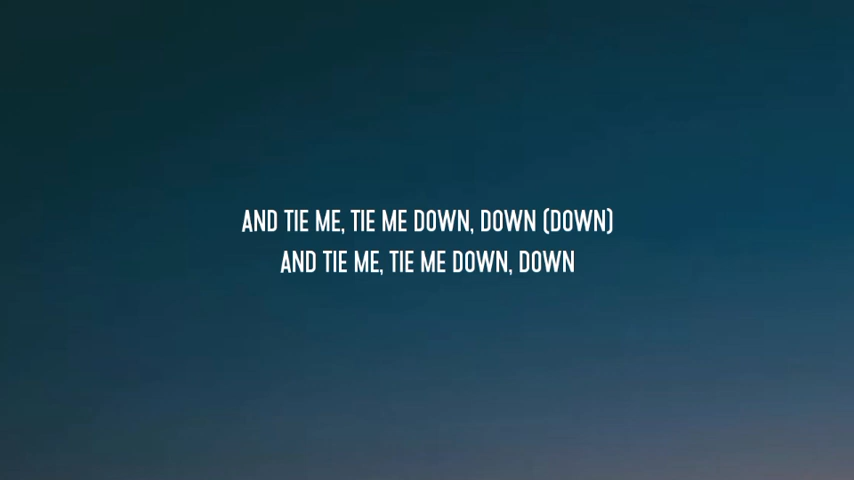 AND TIE ME, TIE ME DOWN, DOWN (DOWN)
AND TIE ME, TIE ME DOWN, DOWN